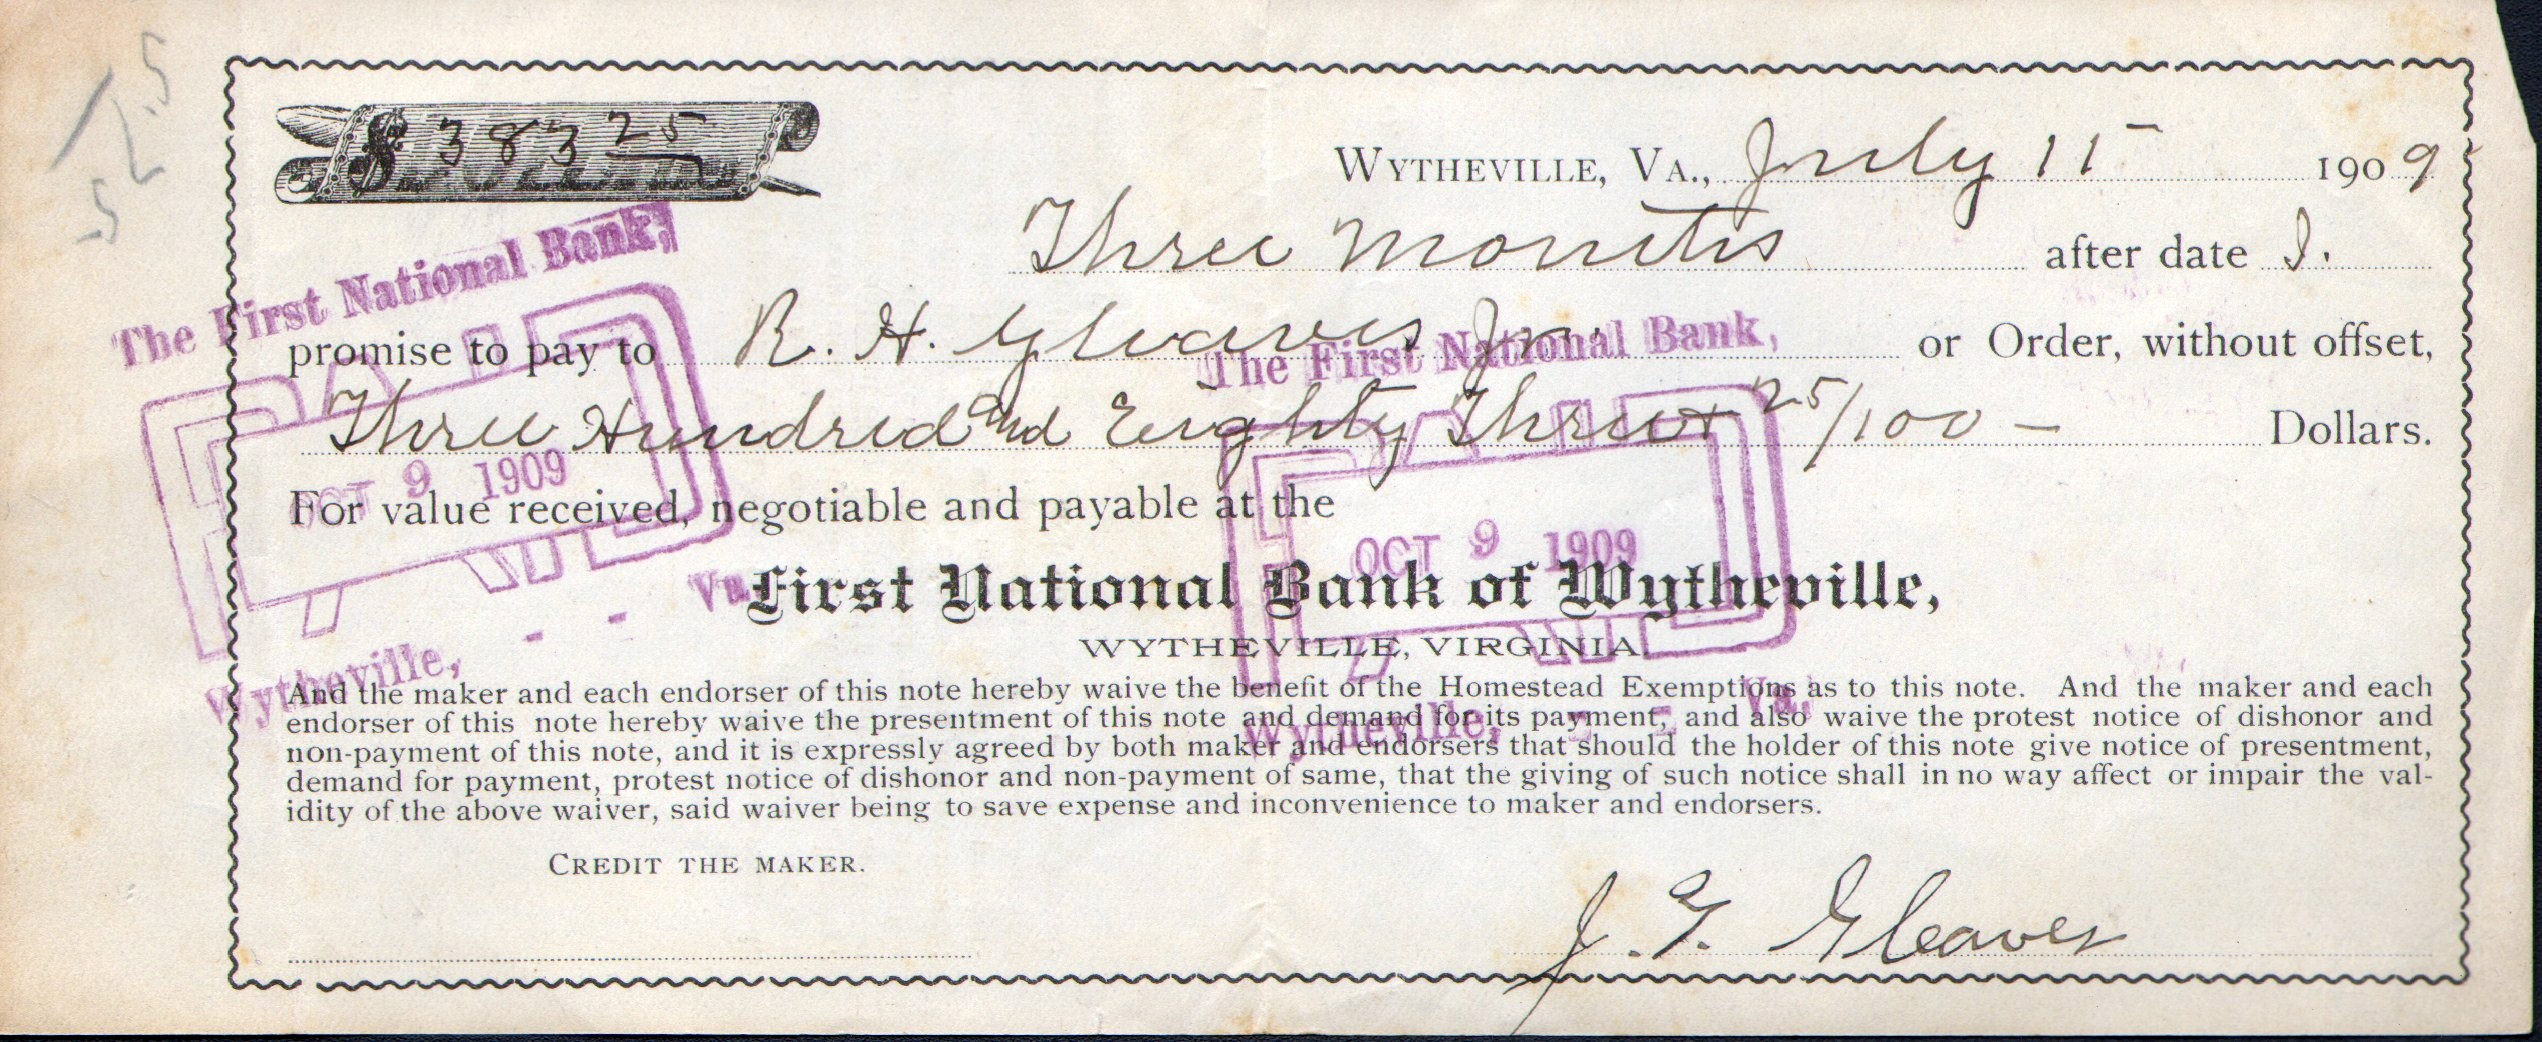 $383 25
WYTHEVILLE, VA., July 15 1909
Three Months after date I.
promise to pay to R. H. Gleaves Jr. or Order, without offset,
Three Hundred and Eighty Three + 25/100 - Dollars.
For value received, negotiable and payable at the
First National Bank of Wytheville,
WYTHEVILLE, VIRGINIA.
And the maker and each endorser of this note hereby waive the benefit of the Homestead Exemptions as to this note. And the maker and each
endorser of this note hereby waive the presentment of this note and demand for its payment, and also waive the protest notice of dishonor and
non-payment of this note, and it is expressly agreed by both maker and endorsers that should the holder of this note give notice of presentment,
demand for payment, protest notice of dishonor and non-payment of same, that the giving of such notice shall in no way affect or impair the val-
idity of the above waiver, said waiver being to save expense and inconvenience to maker and endorsers.
CREDIT THE MAKER.
Gleaves
The First National Bank,
PAID
OCT 9 1909
Wytheville, - - Va.
The First National Bank,
PAID
OCT 9 1909
Wytheville, - - Va.